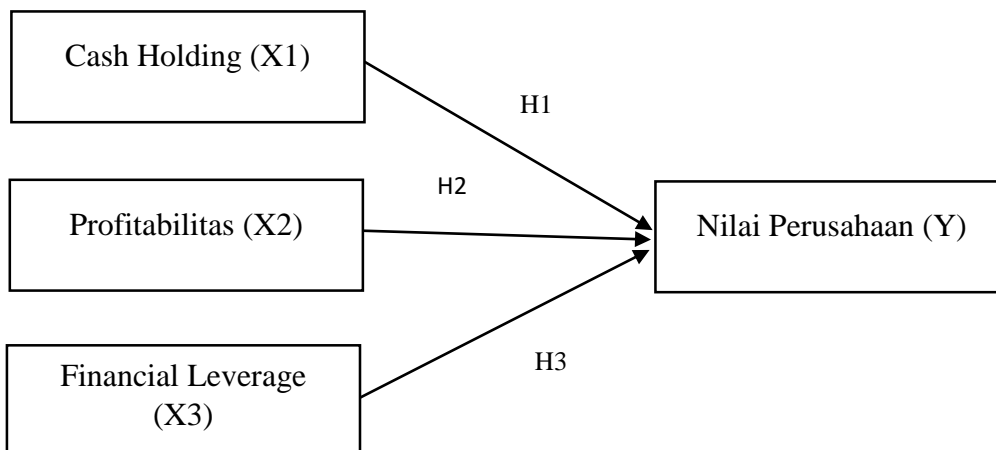 Cash Holding (X1)
H1
H2
Profitabilitas (X2)
Nilai Perusahaan (Y)
Financial Leverage
(X3)
H3